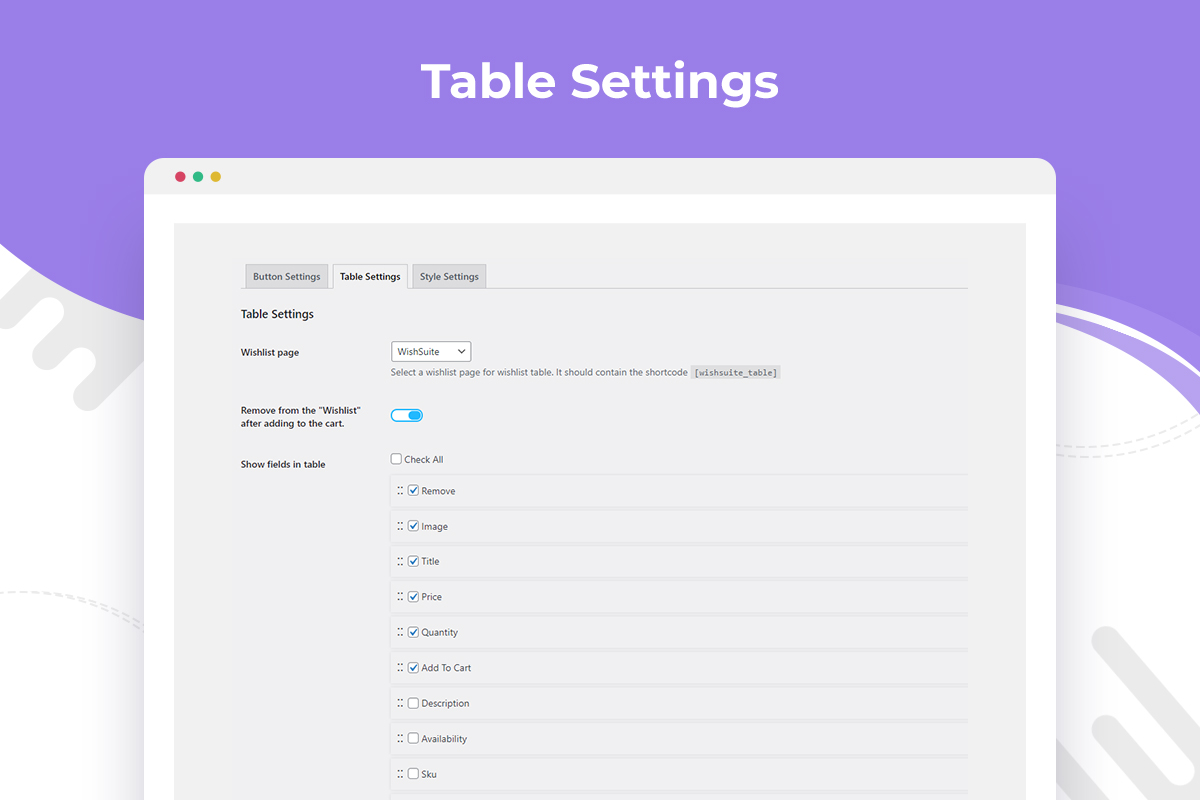 Table Settings
Button Settings
Table Settings
Style Settings
Table Settings
Wishlist page
WishSuite
Select a wishlist page for wishlist table. It should contain the shortcode [wishsuite_table]
Remove from the "Wishlist"
after adding to the cart.
Show fields in table
Check All
Remove
Image
Title
Price
Quantity
Add To Cart
Description
Availability
Sku